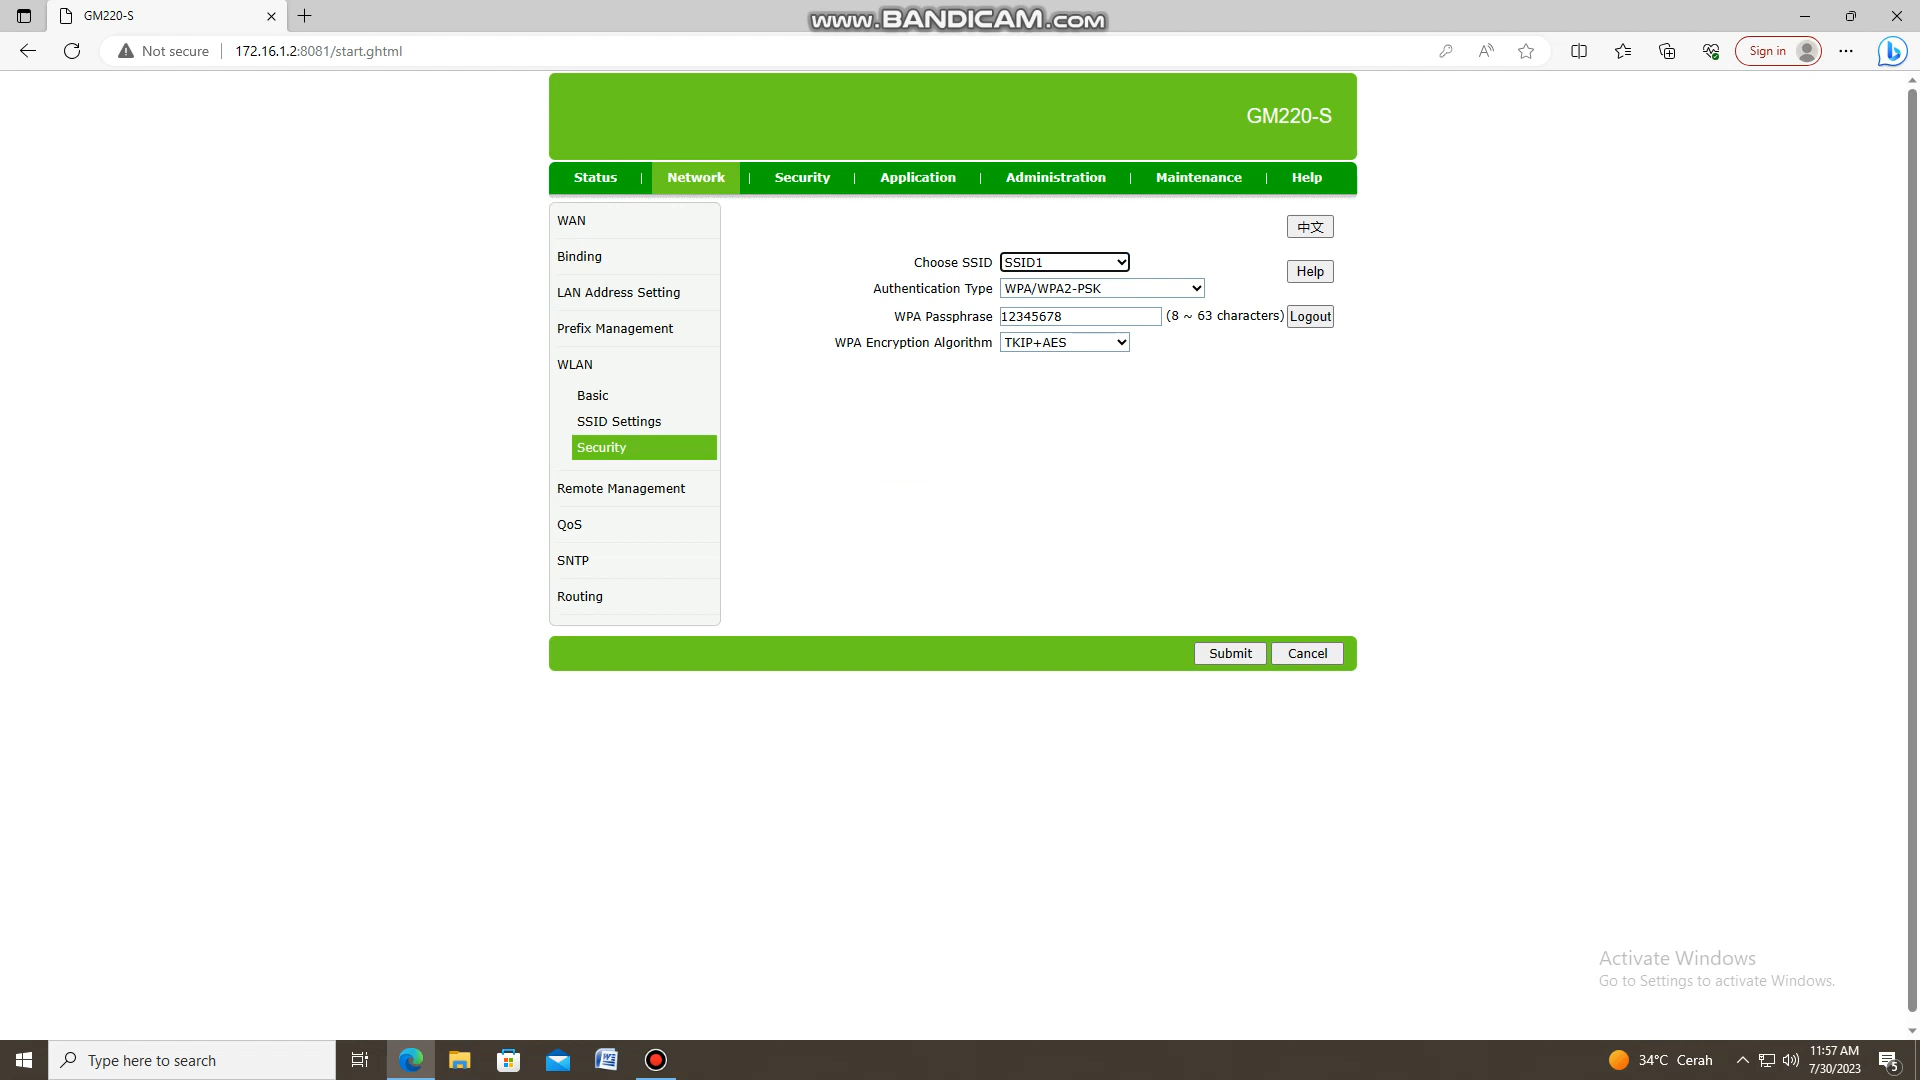 GM220-S
www.BANDICAM.com
Not secure
172.16.1.2:8081/start.ghtml
Sign in
GM220-S
Status | Network | Security | Application | Administration | Maintenance | Help
WAN
Binding
LAN Address Setting
Prefix Management
WLAN
Basic
SSID Settings
Security
Remote Management
QoS
SNTP
Routing
中文
Help
Logout
Choose SSID SSID1
Authentication Type WPA/WPA2-PSK
WPA Passphrase 12345678 (8 ~ 63 characters)
WPA Encryption Algorithm TKIP+AES
Submit Cancel
Activate Windows
Go to Settings to activate Windows.
Type here to search
34°C Cerah
11:57 AM
7/30/2023
5